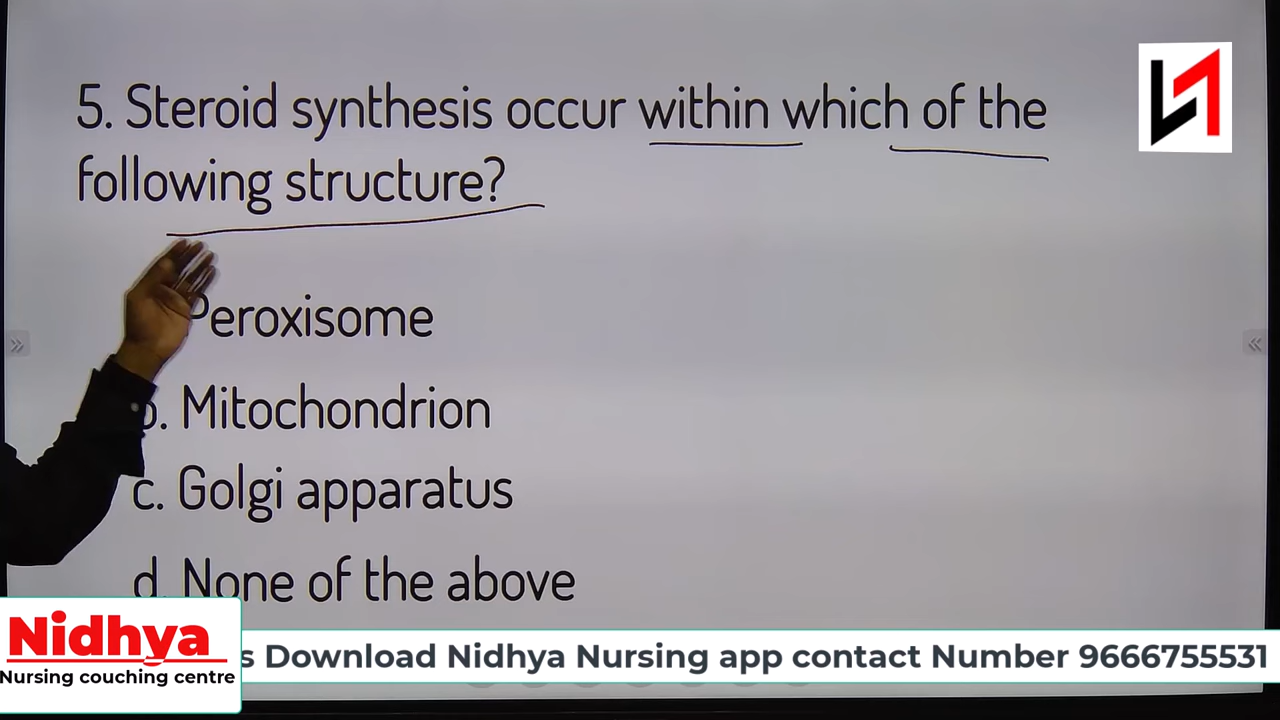 5. Steroid synthesis occur within which of the
following structure?
Peroxisome
b. Mitochondrion
c. Golgi apparatus
d. None of the above
Nidhya
Nursing couching centre
s Download Nidhya Nursing app contact Number 9666755531